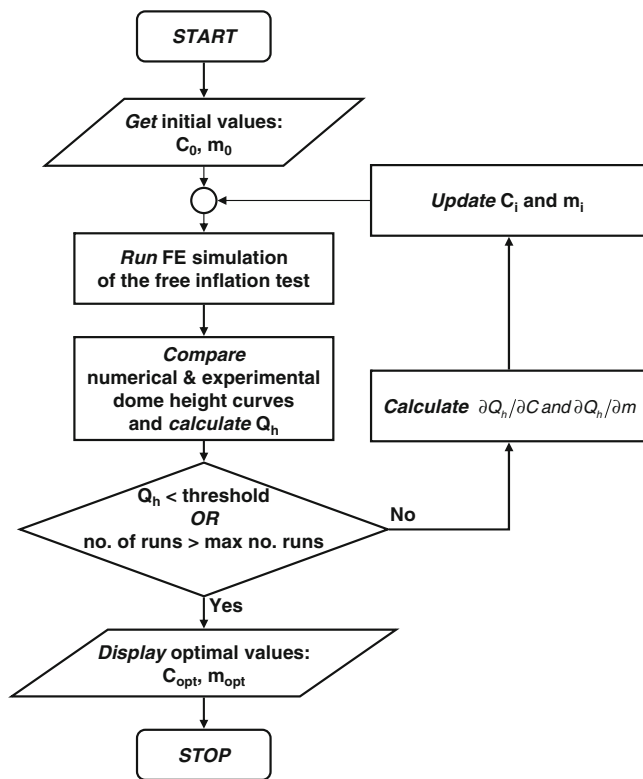 START
Get initial values:
C₀, m₀
Update Cᵢ and mᵢ
Run FE simulation
of the free inflation test
Compare
numerical & experimental
dome height curves
and calculate Qₕ
Calculate ∂Qₕ/∂C and ∂Qₕ/∂m
Qₕ < threshold
OR
no. of runs > max no. runs
No
Yes
Display optimal values:
C_opt, m_opt
STOP